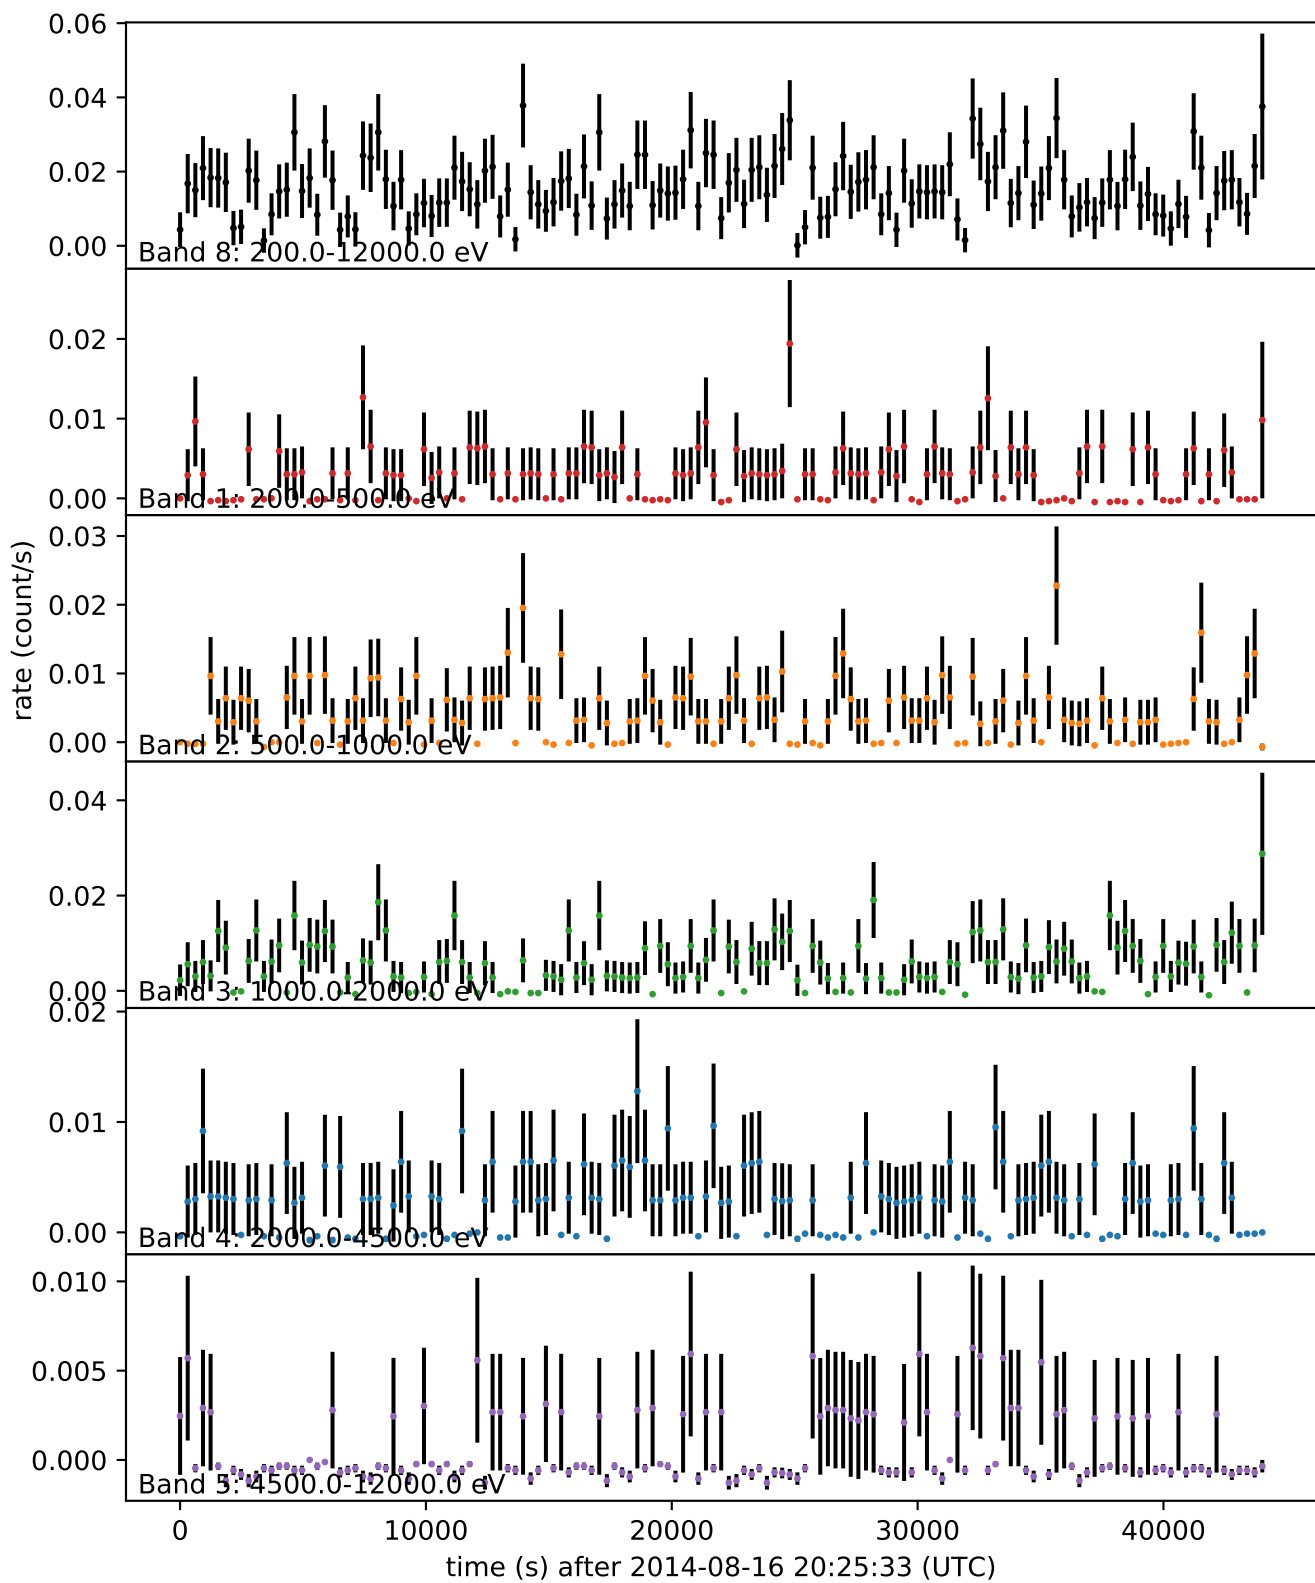 0.06
0.04
0.02
0.00
Band 8: 200.0-12000.0 eV
0.02
0.01
0.00
Band 1: 200.0-500.0 eV
0.03
0.02
0.01
0.00
Band 2: 500.0-1000.0 eV
rate (count/s)
0.04
0.02
0.00
Band 3: 1000.0-2000.0 eV
0.02
0.01
0.00
Band 4: 2000.0-4500.0 eV
0.010
0.005
0.000
Band 5: 4500.0-12000.0 eV
0 10000 20000 30000 40000
time (s) after 2014-08-16 20:25:33 (UTC)